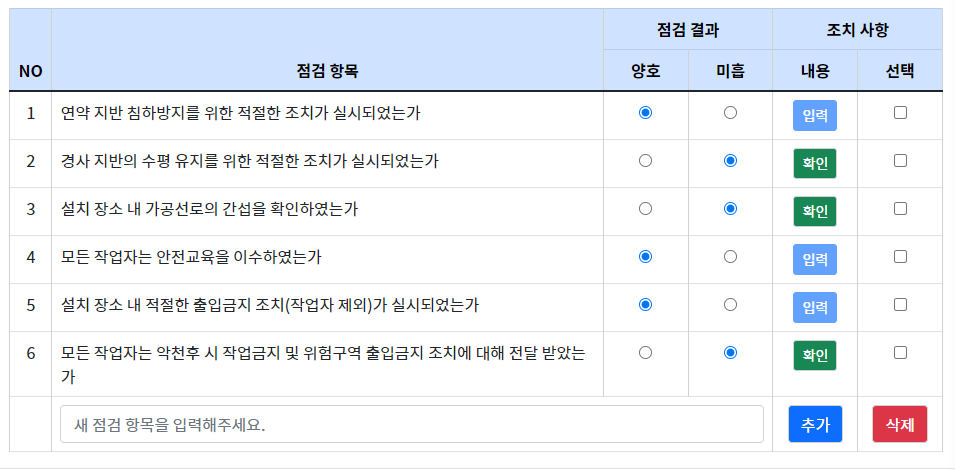 점검 결과 조치 사항
NO 점검 항목 양호 미흡 내용 선택
1 연약 지반 침하방지를 위한 적절한 조치가 실시되었는가 입력
2 경사 지반의 수평 유지를 위한 적절한 조치가 실시되었는가 확인
3 설치 장소 내 가공선로의 간섭을 확인하였는가 확인
4 모든 작업자는 안전교육을 이수하였는가 입력
5 설치 장소 내 적절한 출입금지 조치(작업자 제외)가 실시되었는가 입력
6 모든 작업자는 악천후 시 작업금지 및 위험구역 출입금지 조치에 대해 전달 받았는 확인
가
새 점검 항목을 입력해주세요. 추가 삭제